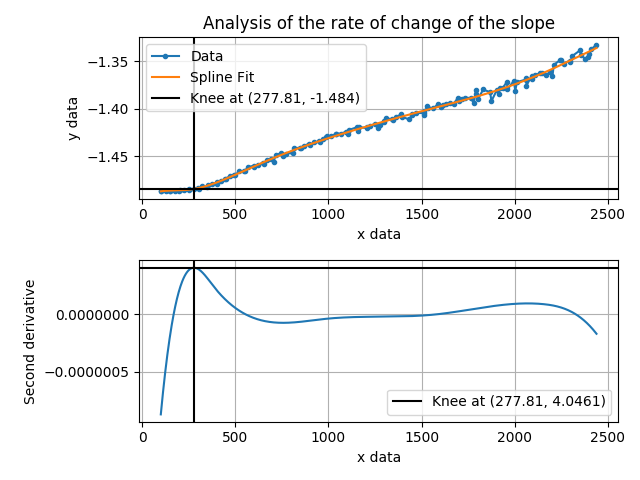 Analysis of the rate of change of the slope
Data
Spline Fit
Knee at (277.81, -1.484)
−1.35
−1.40
−1.45
y data
0 500 1000 1500 2000 2500
x data
0.0000000
−0.0000005
Second derivative
Knee at (277.81, 4.0461)
0 500 1000 1500 2000 2500
x data